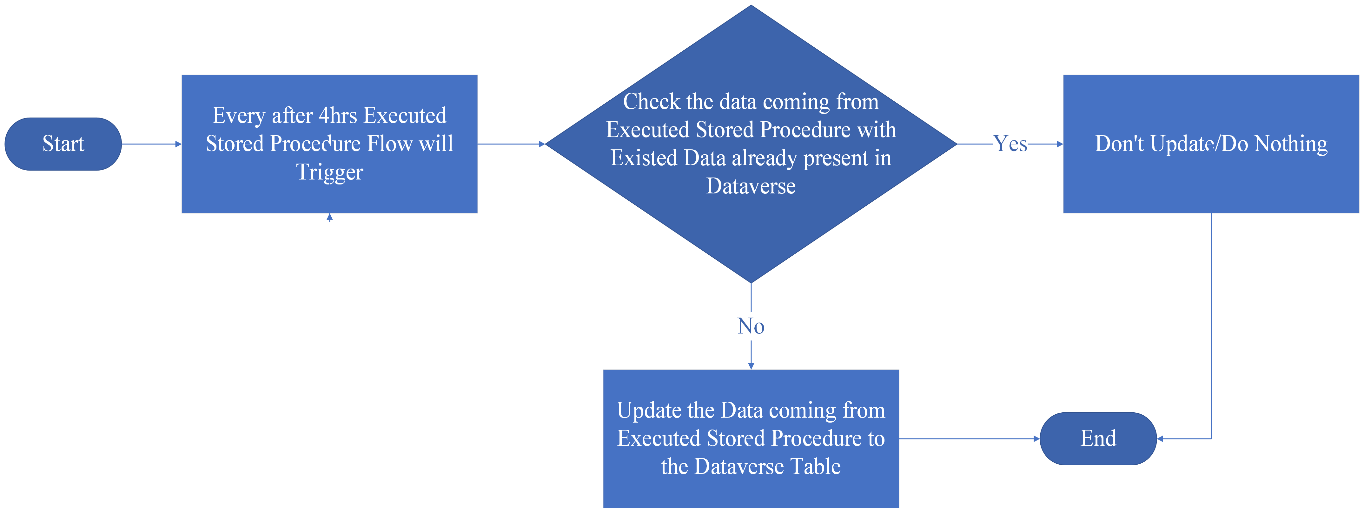 Start
Every after 4hrs Executed
Stored Procedure Flow will
Trigger
Check the data coming from
Executed Stored Procedure with
Existed Data already present in
Dataverse
Yes
Don't Update/Do Nothing
No
Update the Data coming from
Executed Stored Procedure to
the Dataverse Table
End